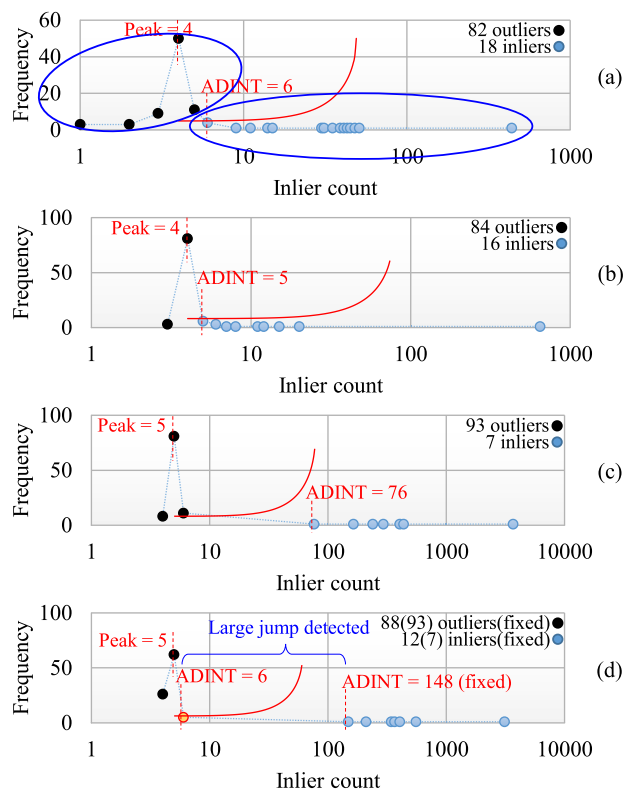 60
Peak = 4
82 outliers
18 inliers
40
Frequency
ADINT = 6
(a)
20
0
1
10
100
1000
Inlier count
100
Peak = 4
84 outliers
16 inliers
Frequency
50
ADINT = 5
(b)
0
1
10
100
1000
Inlier count
100
Peak = 5
93 outliers
7 inliers
Frequency
50
ADINT = 76
(c)
0
1
10
100
1000
10000
Inlier count
100
88(93) outliers(fixed)
12(7) inliers(fixed)
Large jump detected
Peak = 5
Frequency
50
ADINT = 6
ADINT = 148 (fixed)
(d)
0
1
10
100
1000
10000
Inlier count